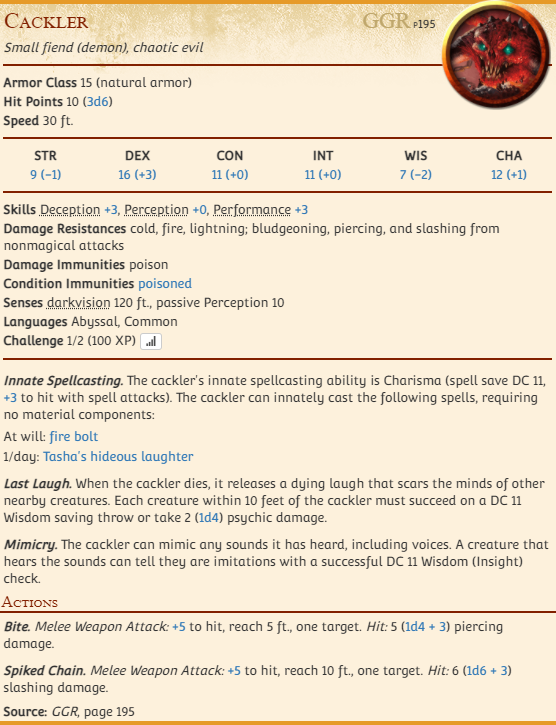 Cackler GGR p195
Small fiend (demon), chaotic evil
Armor Class 15 (natural armor)
Hit Points 10 (3d6)
Speed 30 ft.
STR DEX CON INT WIS CHA
9 (−1) 16 (+3) 11 (+0) 11 (+0) 7 (−2) 12 (+1)
Skills Deception +3, Perception +0, Performance +3
Damage Resistances cold, fire, lightning; bludgeoning, piercing, and slashing from
nonmagical attacks
Damage Immunities poison
Condition Immunities poisoned
Senses darkvision 120 ft., passive Perception 10
Languages Abyssal, Common
Challenge 1/2 (100 XP)
Innate Spellcasting. The cackler's innate spellcasting ability is Charisma (spell save DC 11,
+3 to hit with spell attacks). The cackler can innately cast the following spells, requiring
no material components:
At will: fire bolt
1/day: Tasha's hideous laughter
Last Laugh. When the cackler dies, it releases a dying laugh that scars the minds of other
nearby creatures. Each creature within 10 feet of the cackler must succeed on a DC 11
Wisdom saving throw or take 2 (1d4) psychic damage.
Mimicry. The cackler can mimic any sounds it has heard, including voices. A creature that
hears the sounds can tell they are imitations with a successful DC 11 Wisdom (Insight)
check.
Actions
Bite. Melee Weapon Attack: +5 to hit, reach 5 ft., one target. Hit: 5 (1d4 + 3) piercing
damage.
Spiked Chain. Melee Weapon Attack: +5 to hit, reach 10 ft., one target. Hit: 6 (1d6 + 3)
slashing damage.
Source: GGR, page 195